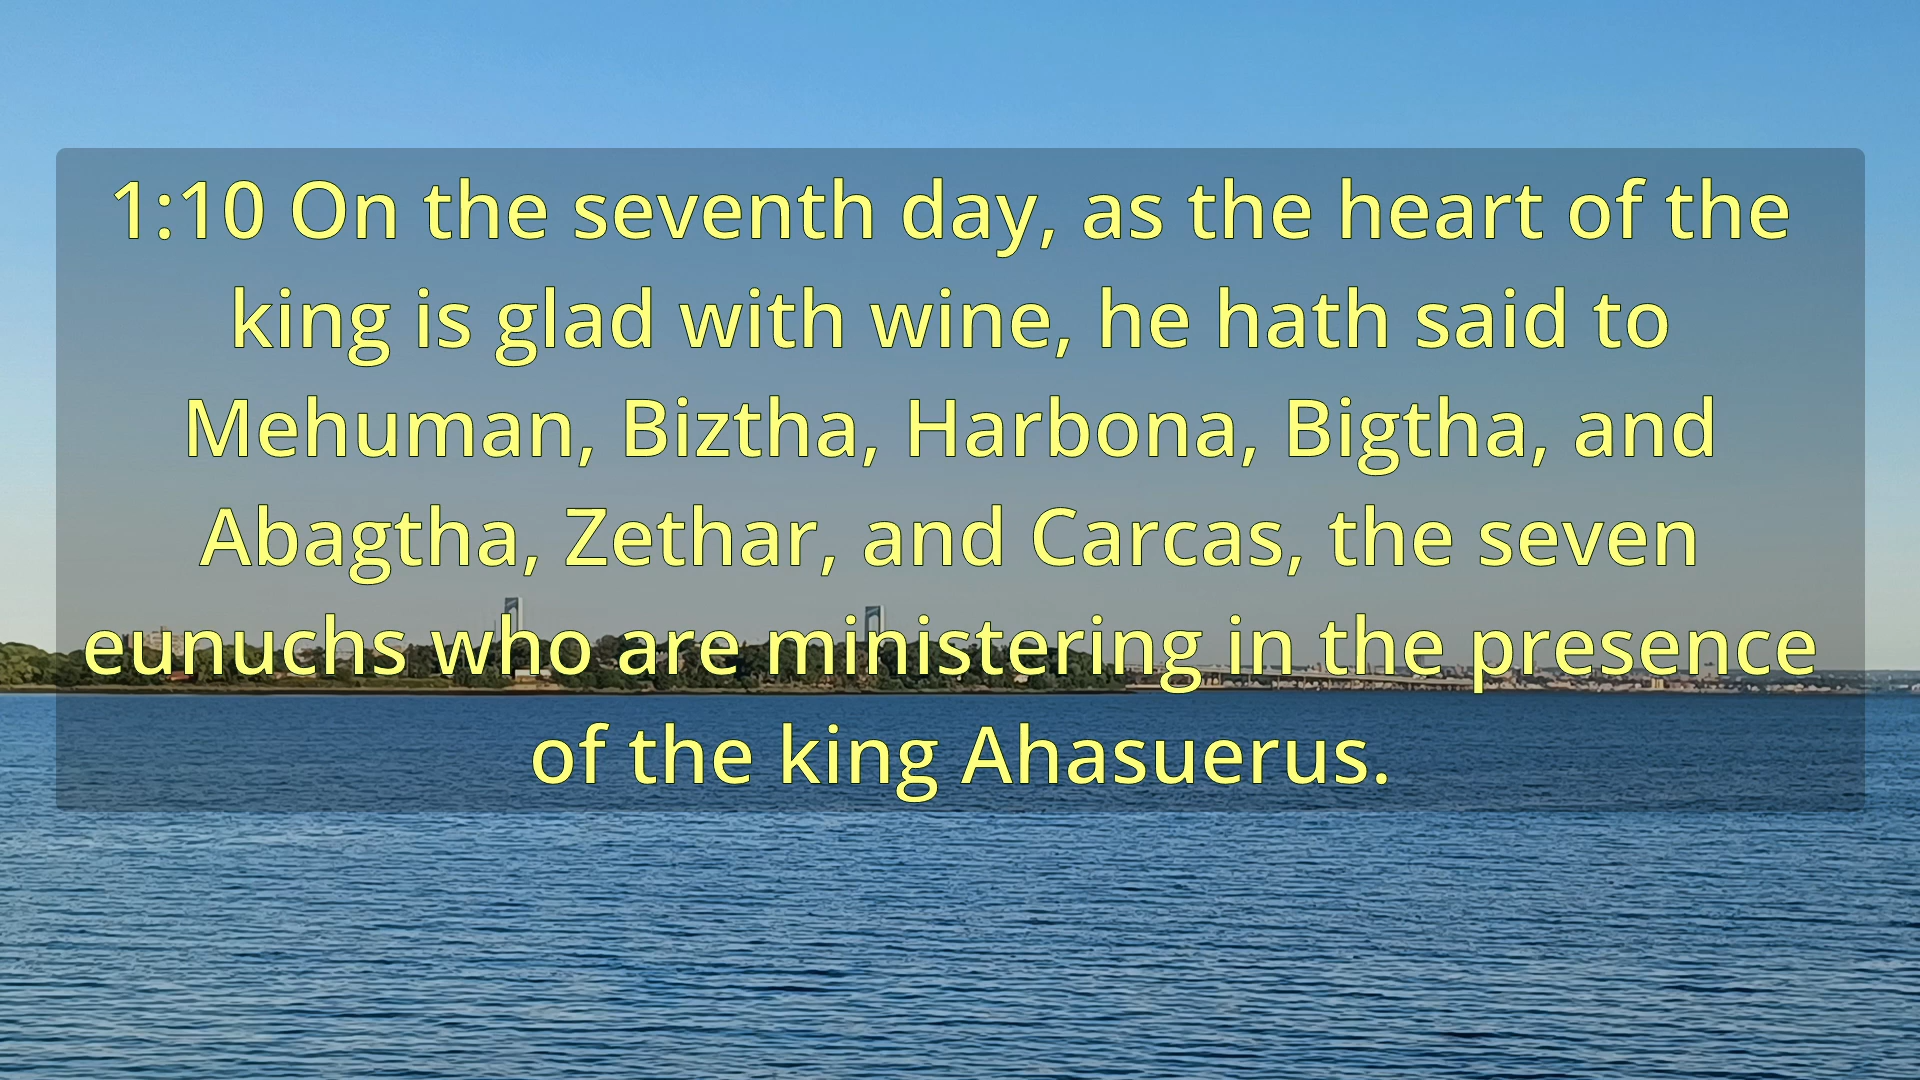 1:10 On the seventh day, as the heart of the
king is glad with wine, he hath said to
Mehuman, Biztha, Harbona, Bigtha, and
Abagtha, Zethar, and Carcas, the seven
eunuchs who are ministering in the presence
of the king Ahasuerus.